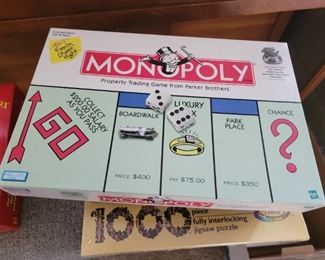 MONOPOLY
Property Trading Game from Parker Brothers
COLLECT
$200.00 SALARY
AS YOU PASS
GO
BOARDWALK
PRICE $400
LUXURY
PAY $75.00
PARK
PLACE
PRICE $350
CHANCE
?
PARKER
MONOPOLY
1000
piece
fully interlocking
jigsaw puzzle